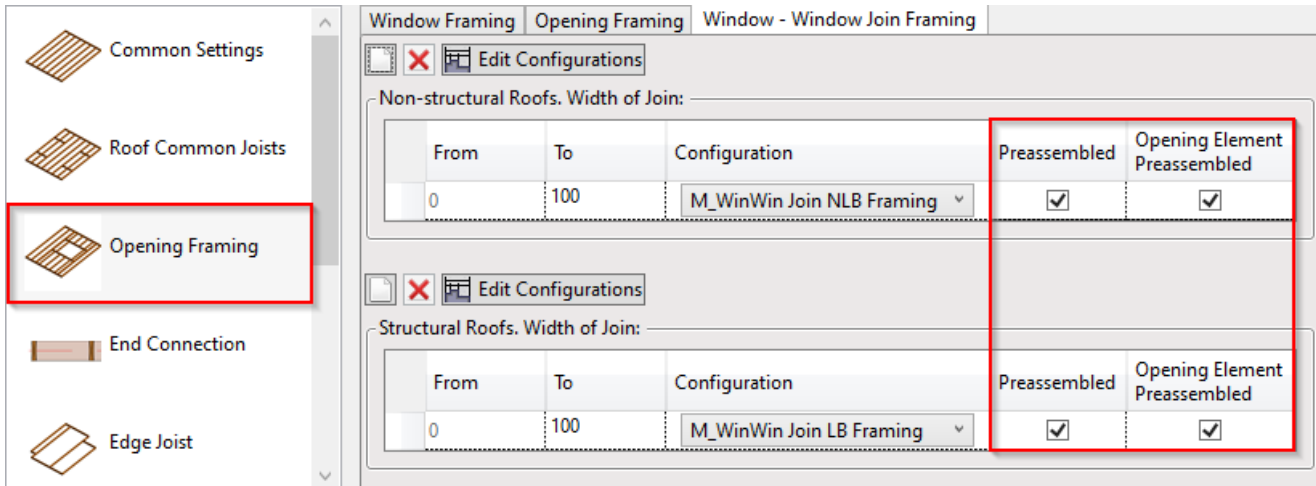 Common Settings
Roof Common Joists
Opening Framing
End Connection
Edge Joist
Window Framing Opening Framing Window - Window Join Framing
Edit Configurations
Non-structural Roofs. Width of Join:
From To Configuration Preassembled Opening Element Preassembled
0 100 M_WinWin Join NLB Framing
Edit Configurations
Structural Roofs. Width of Join:
From To Configuration Preassembled Opening Element Preassembled
0 100 M_WinWin Join LB Framing